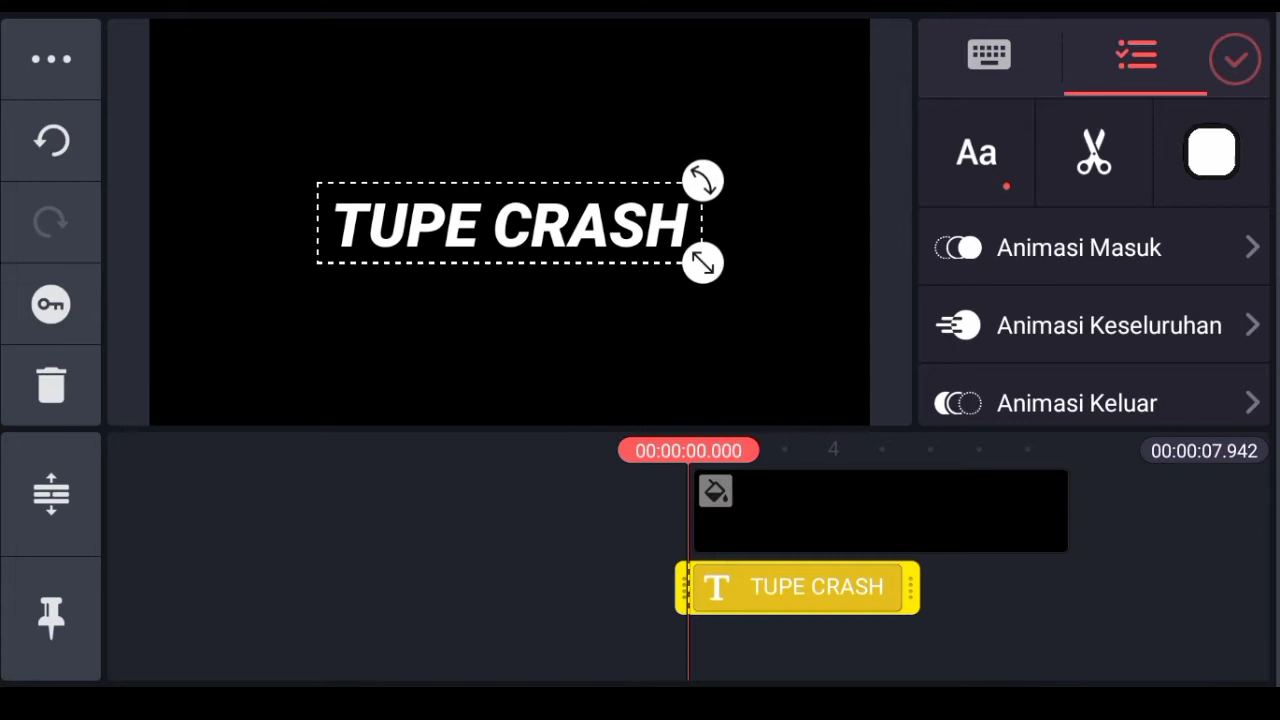 TUPE CRASH
Aa
Animasi Masuk
Animasi Keseluruhan
Animasi Keluar
00:00:00.000
4
00:00:07.942
T TUPE CRASH